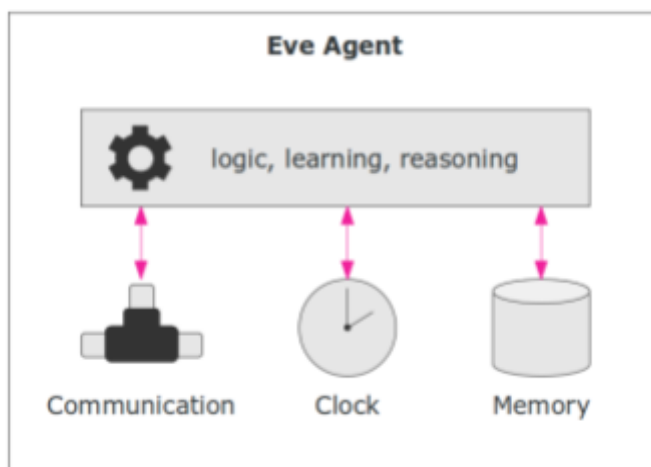 Eve Agent
logic, learning, reasoning
Communication Clock Memory